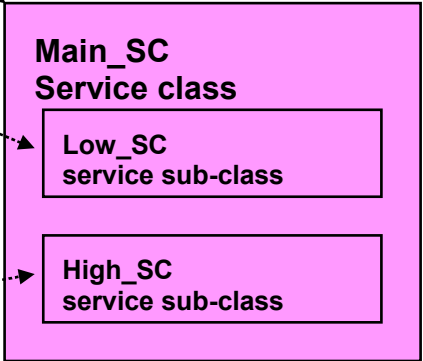 Main_SC
Service class
Low_SC
service sub-class
High_SC
service sub-class